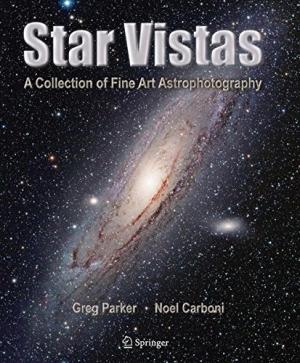 Star Vistas
A Collection of Fine Art Astrophotography
Greg Parker · Noel Carboni
Springer